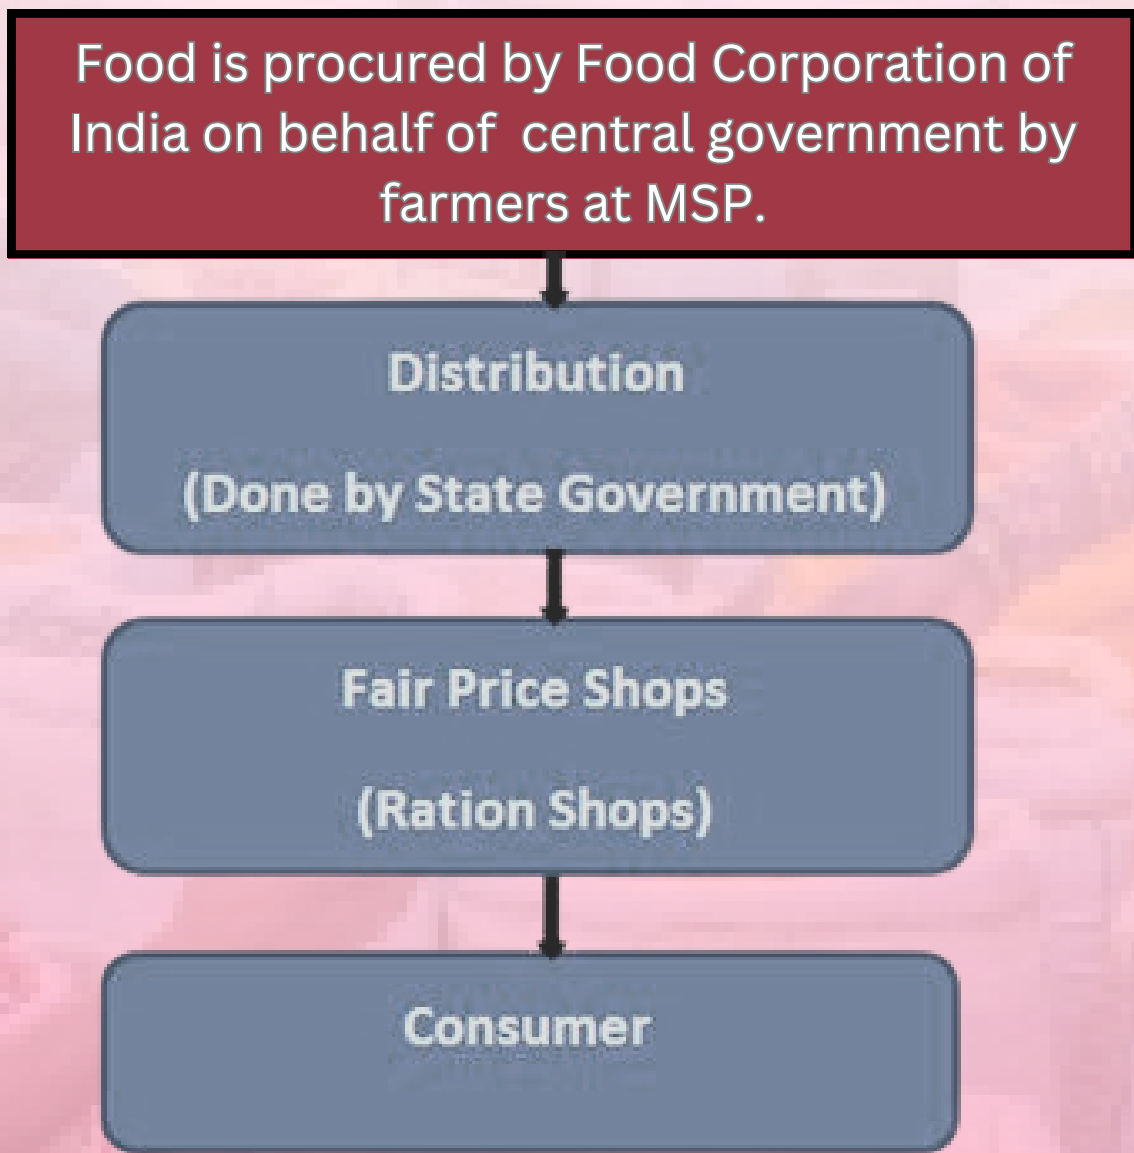 Food is procured by Food Corporation of
India on behalf of central government by
farmers at MSP.
Distribution
(Done by State Government)
Fair Price Shops
(Ration Shops)
Consumer